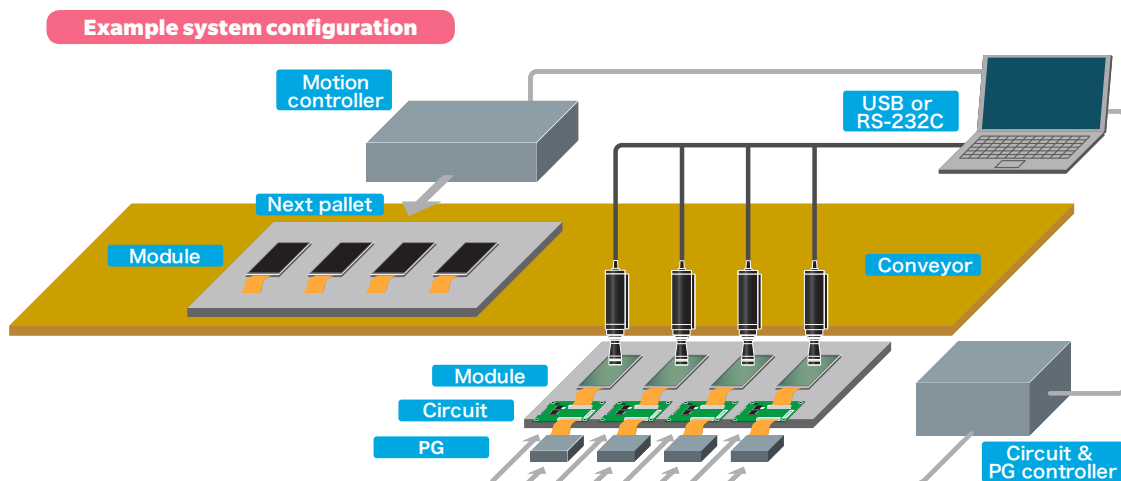 Example system configuration
Motion
controller
USB or
RS-232C
Next pallet
Module
Conveyor
Module
Circuit
PG
Circuit &
PG controller